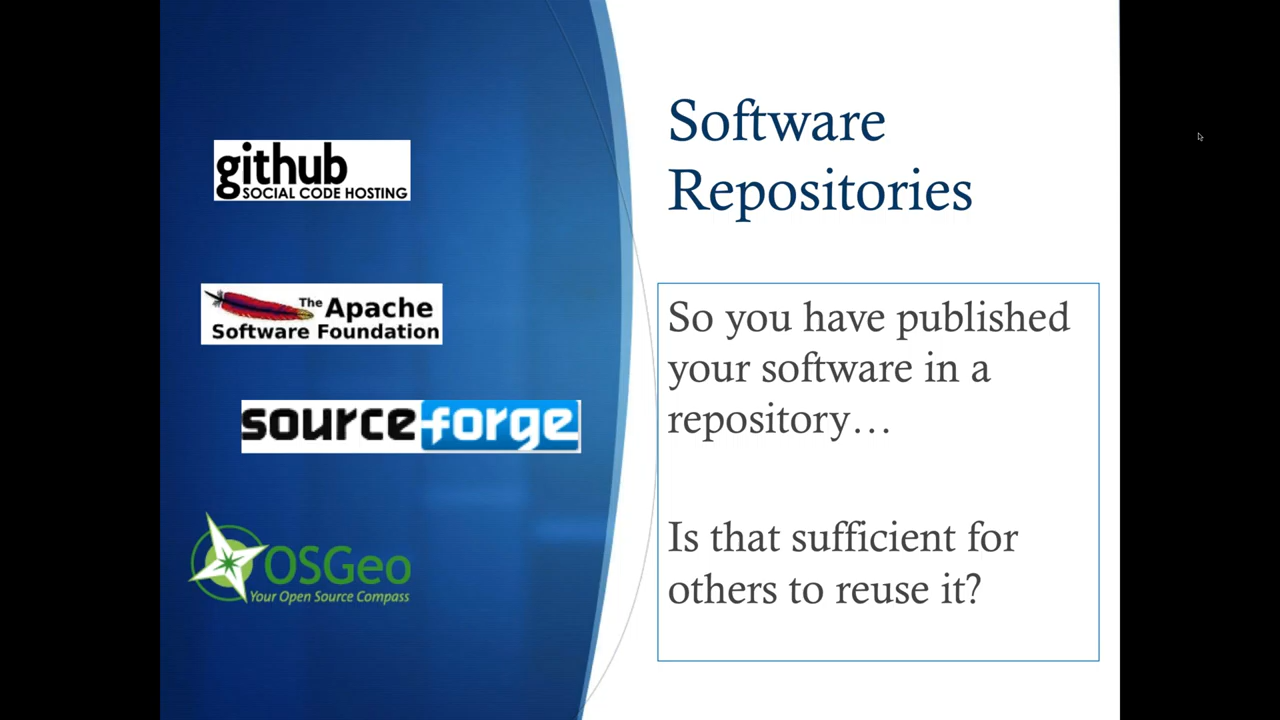 github
SOCIAL CODE HOSTING
The Apache
Software Foundation
sourceforge
OSGeo
Your Open Source Compass
Software
Repositories
So you have published
your software in a
repository…
Is that sufficient for
others to reuse it?